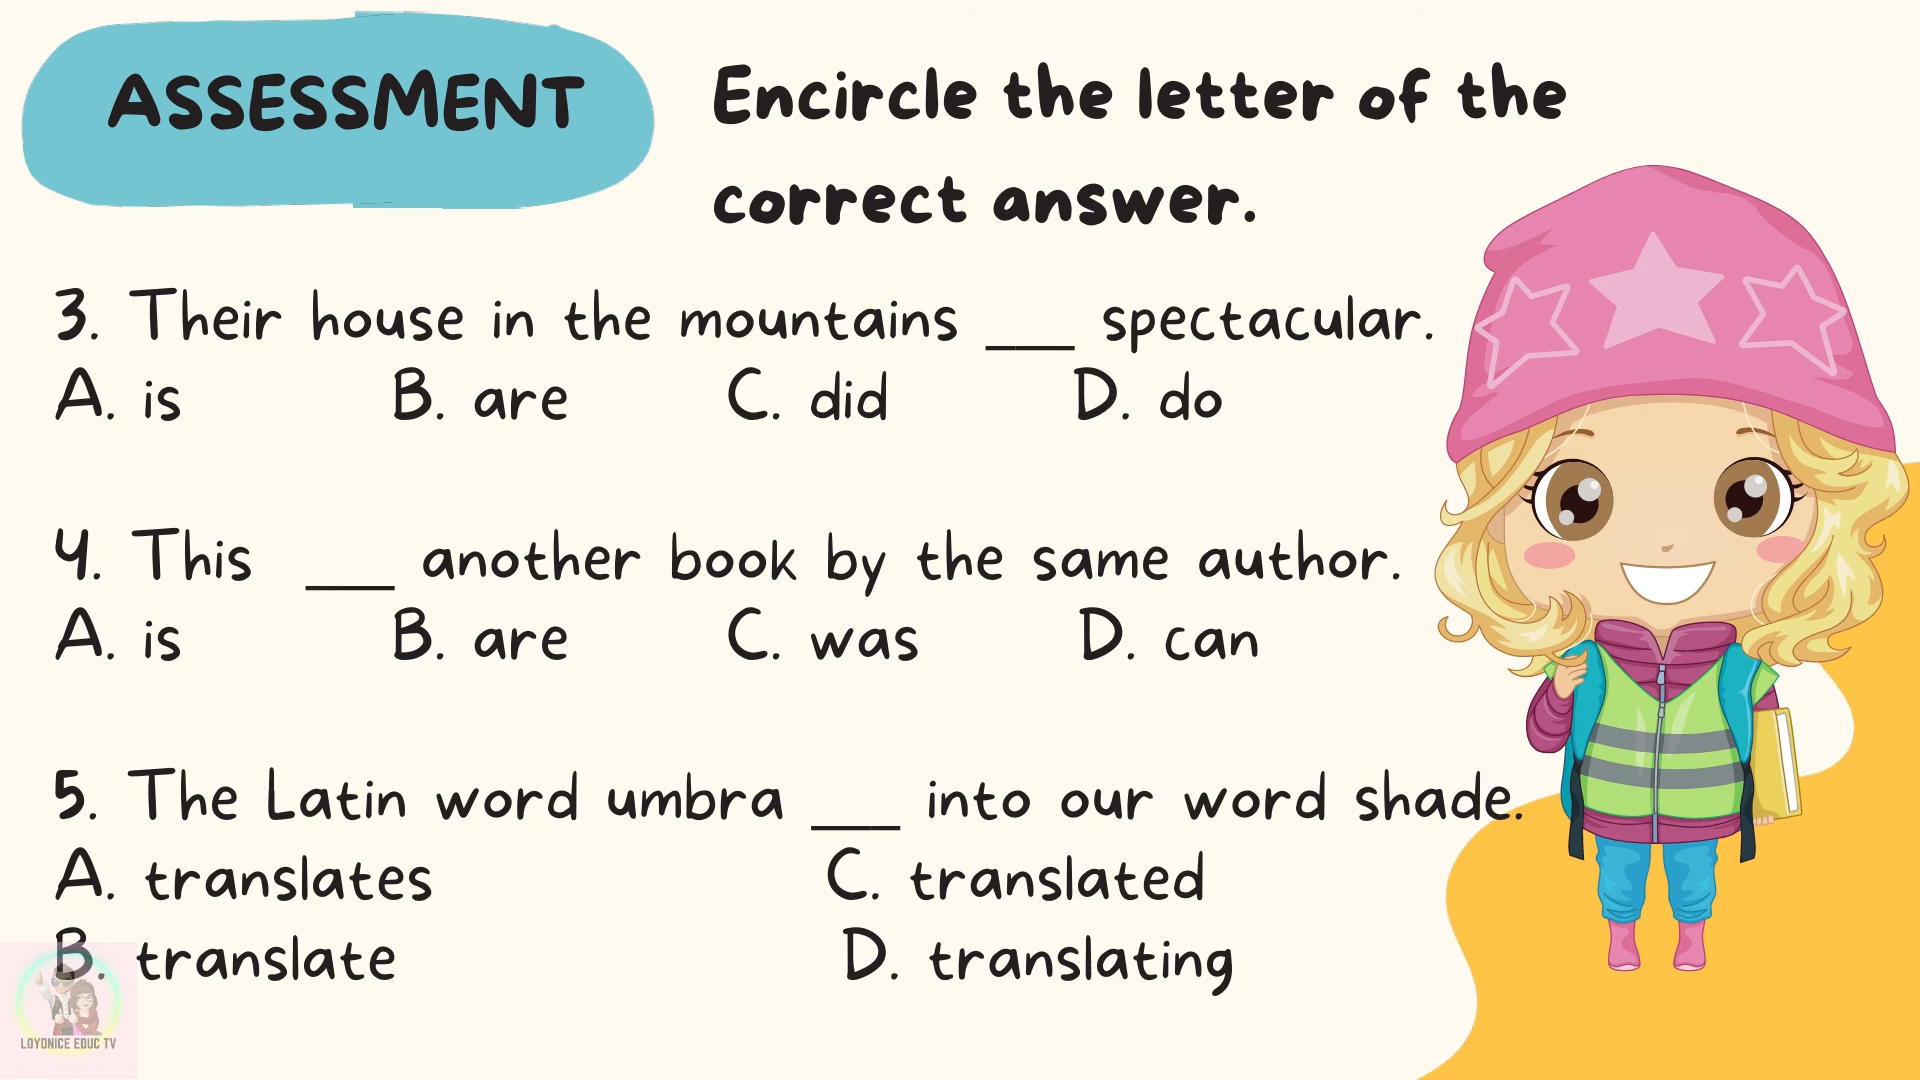 ASSESSMENT
Encircle the letter of the
correct answer.
3. Their house in the mountains ___ spectacular.
A. is B. are C. did D. do
4. This ___ another book by the same author.
A. is B. are C. was D. can
5. The Latin word umbra ___ into our word shade.
A. translates C. translated
B. translate D. translating
LOYDNICE EDUC TV